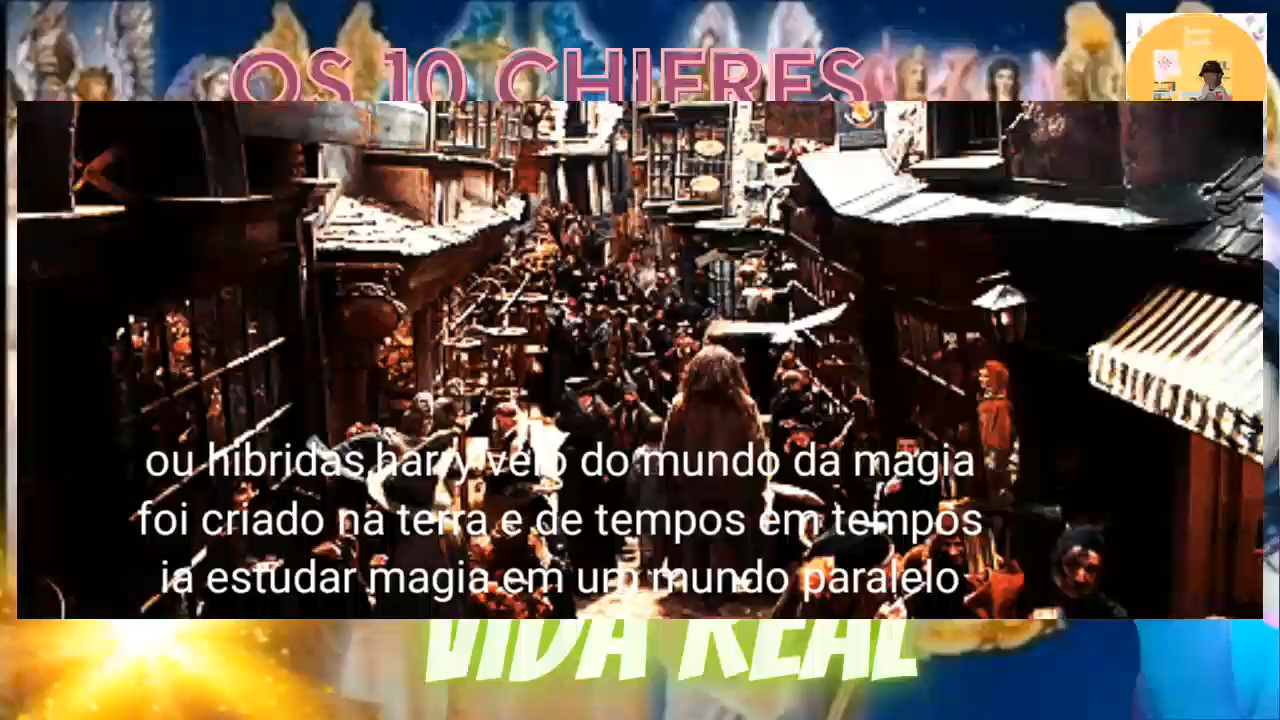 OS 10 CHIFRES
ou hibridas,harry veio do mundo da magia
foi criado na terra e de tempos em tempos
ia estudar magia em um mundo paralelo
VIDA REAL